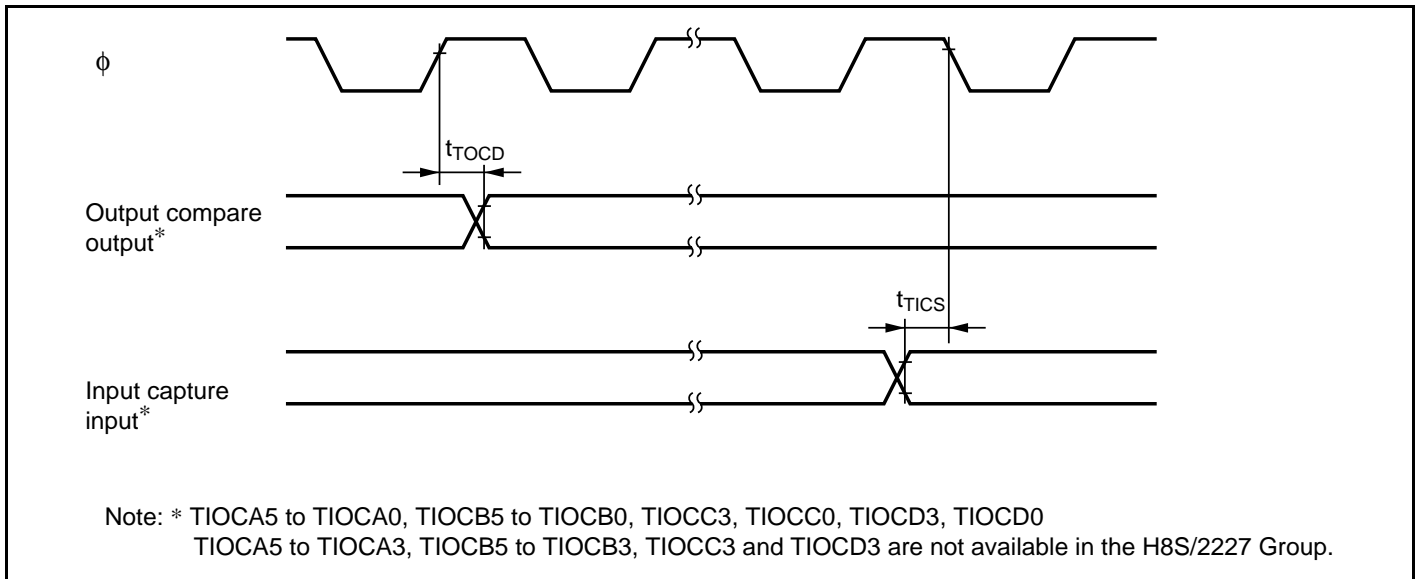 ϕ
tTOCD
Output compare
output*
tTICS
Input capture
input*
Note: * TIOCA5 to TIOCA0, TIOCB5 to TIOCB0, TIOCC3, TIOCC0, TIOCD3, TIOCD0
TIOCA5 to TIOCA3, TIOCB5 to TIOCB3, TIOCC3 and TIOCD3 are not available in the H8S/2227 Group.